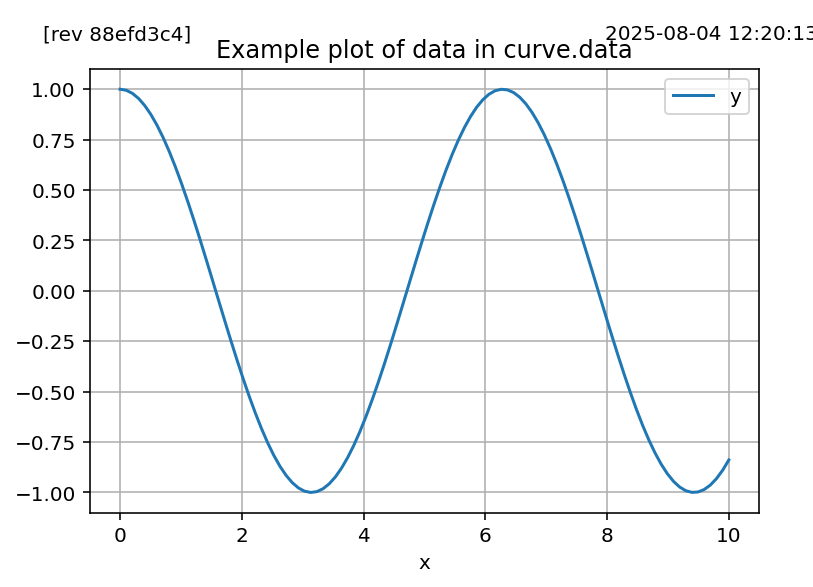 [rev 88efd3c4]
2025-08-04 12:20:13
Example plot of data in curve.data
y
1.00
0.75
0.50
0.25
0.00
−0.25
−0.50
−0.75
−1.00
0 2 4 6 8 10
x